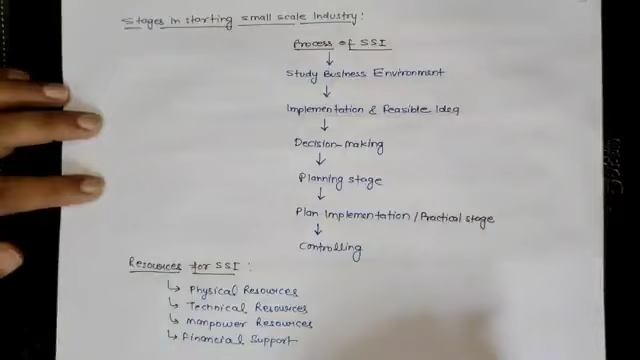 Stages in starting small scale Industry:
Process of SSI
↓
Study Business Environment
↓
Implementation & Feasible Idea
↓
Decision-making
↓
Planning stage
↓
Plan Implementation / Practical stage
↓
Controlling
Resources for SSI:
↳ Physical Resources
↳ Technical Resources
↳ Manpower Resources
↳ Financial Support